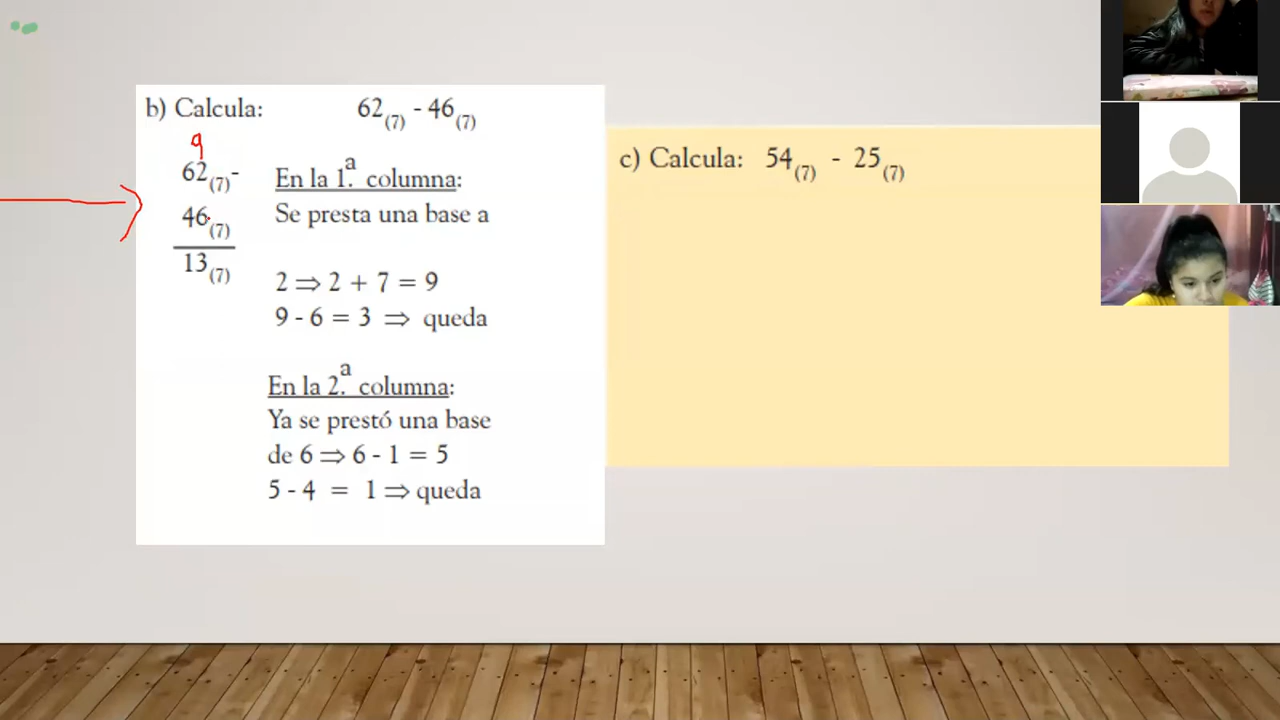 b) Calcula: 62(7) - 46(7)
9
62(7)-
46(7)
13(7)
En la 1.ª columna:
Se presta una base a
2 ⇒ 2 + 7 = 9
9 - 6 = 3 ⇒ queda
En la 2.ª columna:
Ya se prestó una base
de 6 ⇒ 6 - 1 = 5
5 - 4 = 1 ⇒ queda
c) Calcula: 54(7) - 25(7)